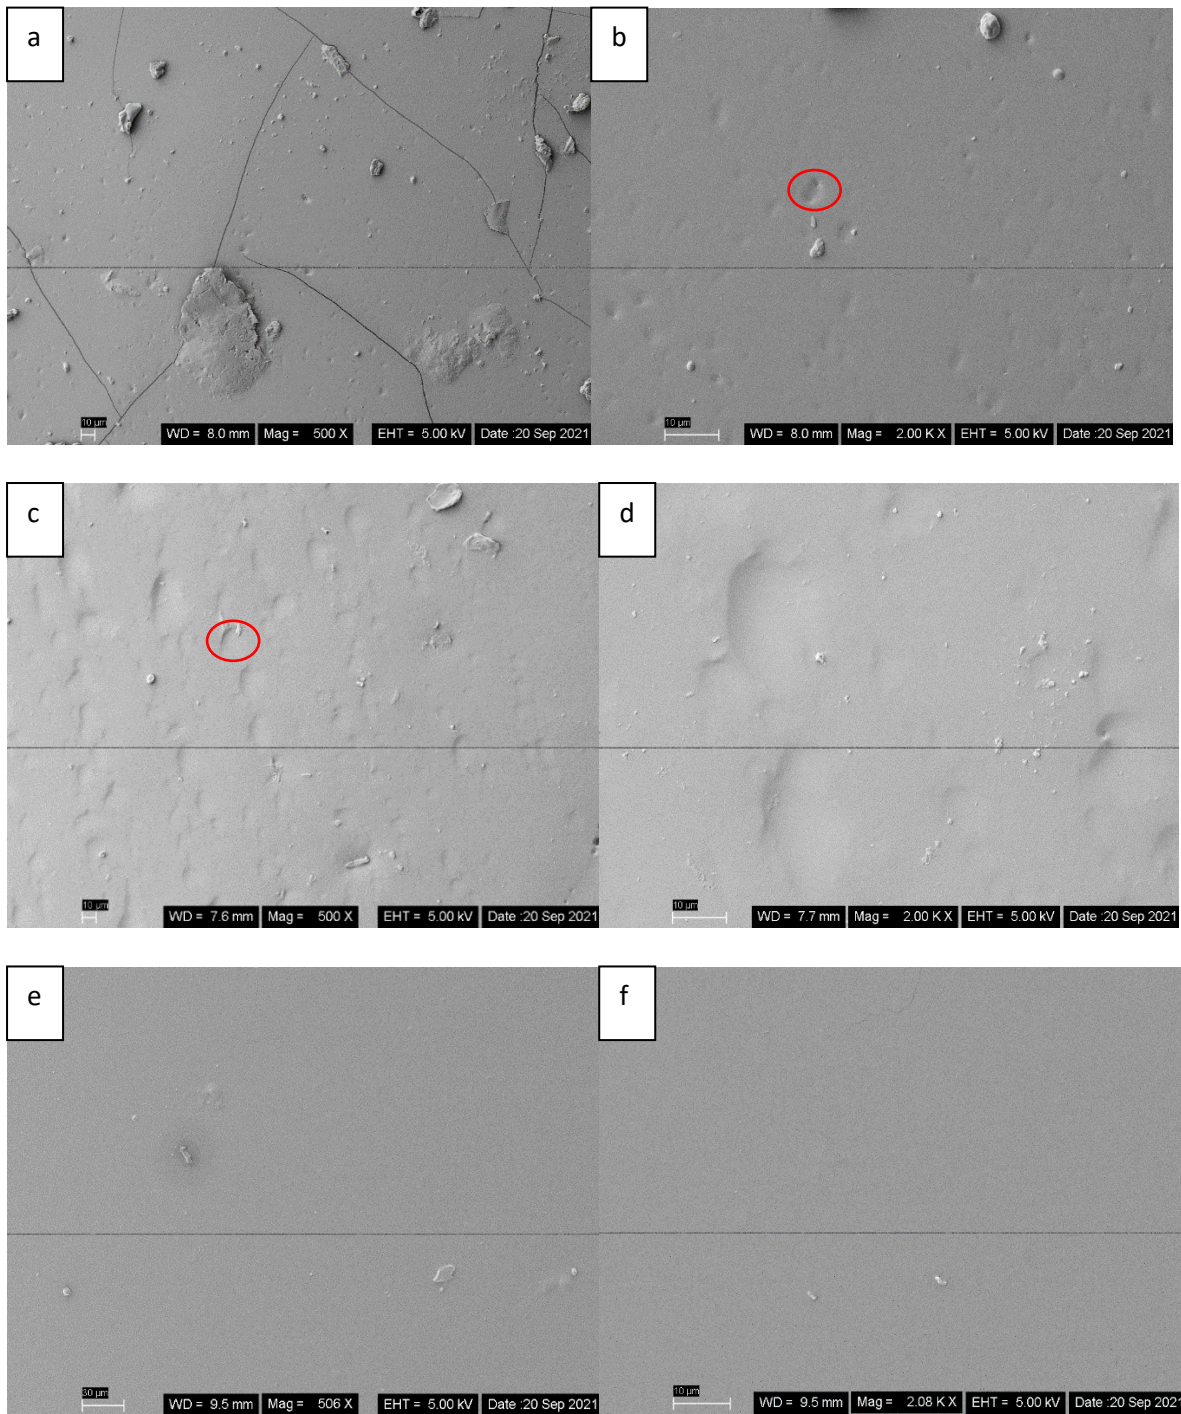 a
b
10 µm
WD = 8.0 mm Mag = 500 X EHT = 5.00 kV Date :20 Sep 2021
10 µm
WD = 8.0 mm Mag = 2.00 K X EHT = 5.00 kV Date :20 Sep 2021
c
d
10 µm
WD = 7.6 mm Mag = 500 X EHT = 5.00 kV Date :20 Sep 2021
10 µm
WD = 7.7 mm Mag = 2.00 K X EHT = 5.00 kV Date :20 Sep 2021
e
f
30 µm
WD = 9.5 mm Mag = 506 X EHT = 5.00 kV Date :20 Sep 2021
10 µm
WD = 9.5 mm Mag = 2.08 K X EHT = 5.00 kV Date :20 Sep 2021